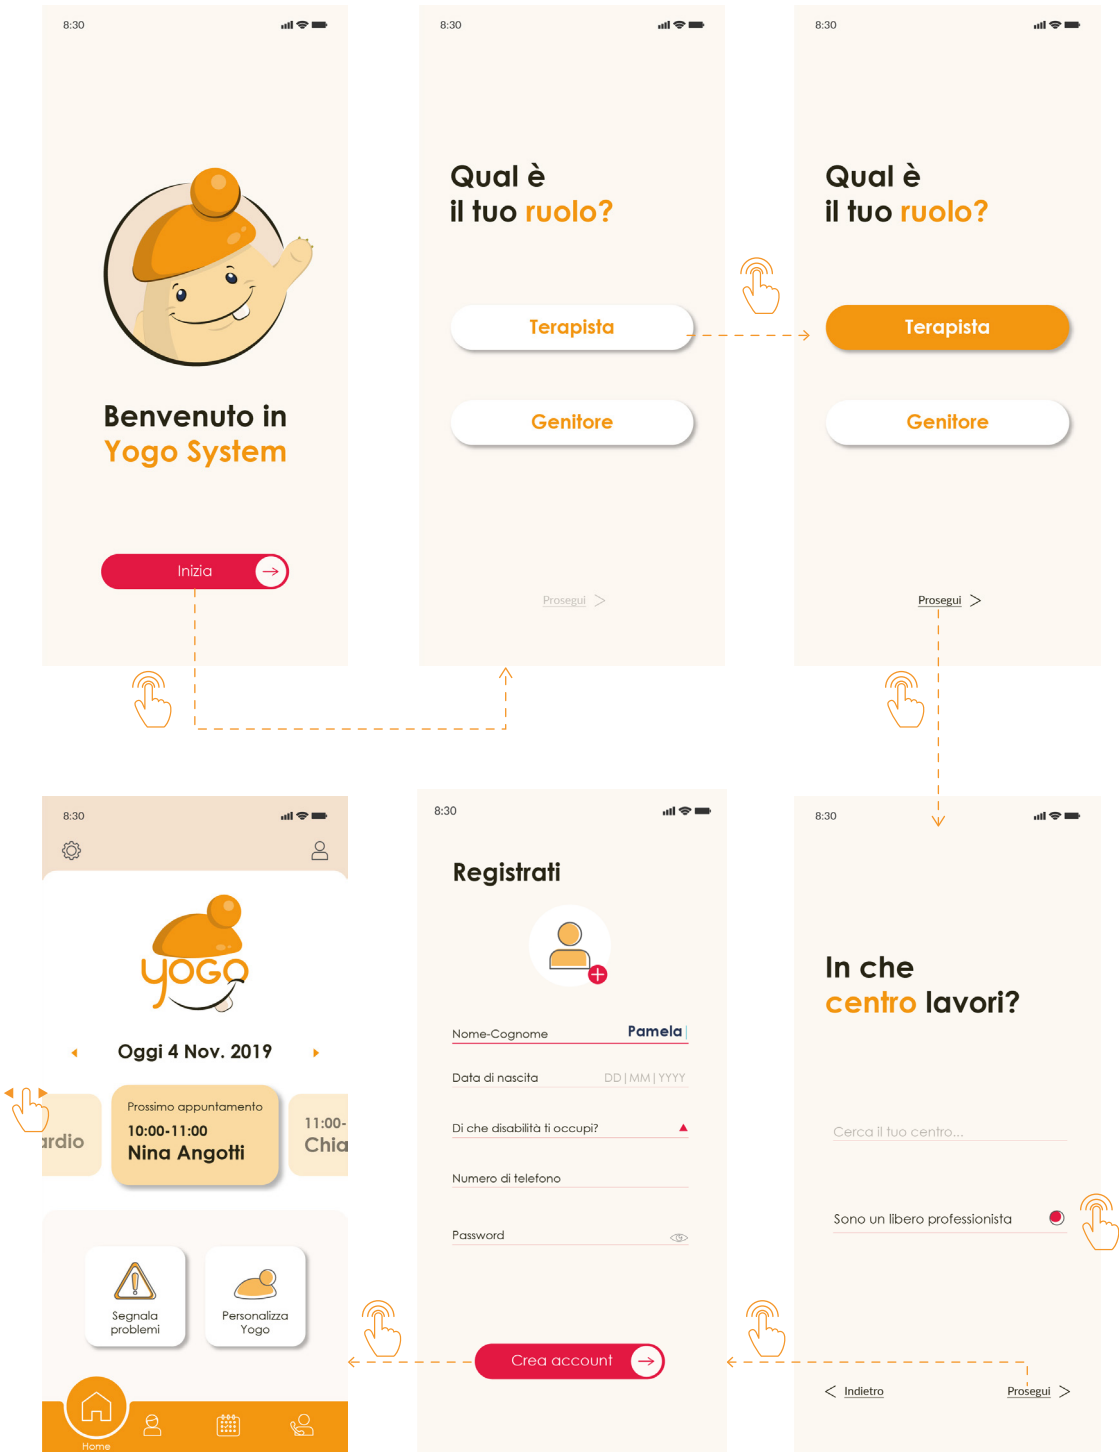 8:30
Benvenuto in
Yogo System
Inizia
8:30
Qual è
il tuo ruolo?
Terapista
Genitore
Prosegui >
8:30
Qual è
il tuo ruolo?
Terapista
Genitore
Prosegui >
8:30
yogo
Oggi 4 Nov. 2019
ardio
Prossimo appuntamento
10:00-11:00
Nina Angotti
11:00-
Chia
Segnala
problemi
Personalizza
Yogo
Home
8:30
Registrati
Nome-Cognome Pamela
Data di nascita DD|MM|YYYY
Di che disabilità ti occupi?
Numero di telefono
Password
Crea account
8:30
In che
centro lavori?
Cerca il tuo centro...
Sono un libero professionista
< Indietro Prosegui >